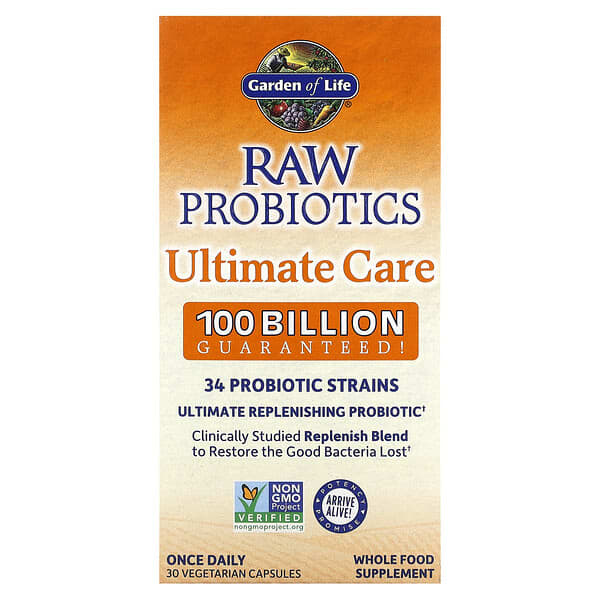 Garden of Life®
RAW
PROBIOTICS
Ultimate Care
100 BILLION
GUARANTEED!
34 PROBIOTIC STRAINS
ULTIMATE REPLENISHING PROBIOTIC†
Clinically Studied Replenish Blend
to Restore the Good Bacteria Lost†
NON
GMO
Project
VERIFIED
nongmoproject.org
POTENCY
ARRIVE
ALIVE!
PROMISE
ONCE DAILY
30 VEGETARIAN CAPSULES
WHOLE FOOD
SUPPLEMENT